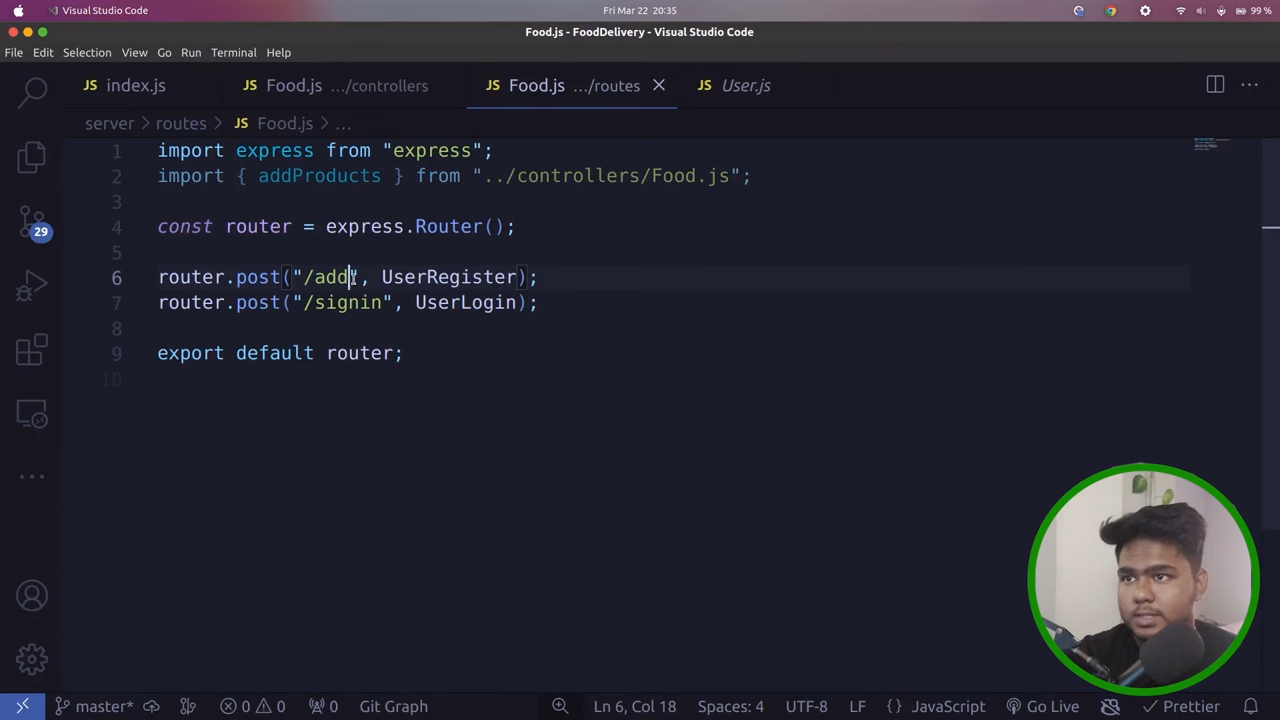 Visual Studio Code
Fri Mar 22 20:35
99 %
Food.js - FoodDelivery - Visual Studio Code
File Edit Selection View Go Run Terminal Help
JS index.js
JS Food.js .../controllers
JS Food.js .../routes
JS User.js
server > routes > JS Food.js > ...
1 import express from "express";
2 import { addProducts } from "../controllers/Food.js";
3
4 const router = express.Router();
5
6 router.post("/add", UserRegister);
7 router.post("/signin", UserLogin);
8
9 export default router;
10
29
master* 0 0 0 Git Graph Ln 6, Col 18 Spaces: 4 UTF-8 LF {} JavaScript Go Live Prettier